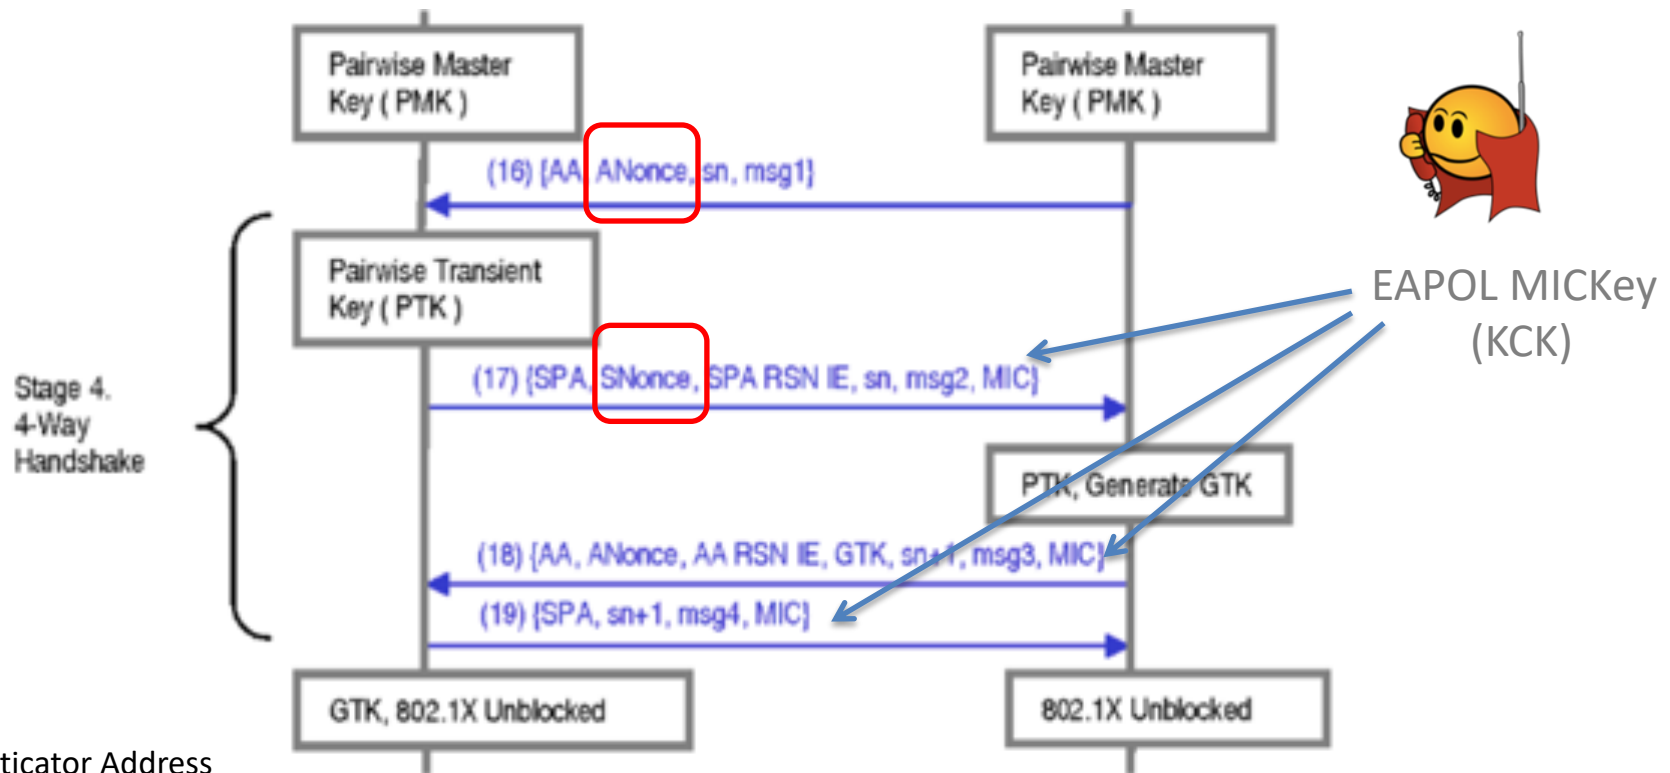 Pairwise Master
Key ( PMK )
Pairwise Master
Key ( PMK )
(16) {AA, ANonce, sn, msg1}
Pairwise Transient
Key ( PTK )
EAPOL MICKey
(KCK)
(17) {SPA, SNonce, SPA RSN IE, sn, msg2, MIC}
Stage 4.
4-Way
Handshake
PTK, Generate GTK
(18) {AA, ANonce, AA RSN IE, GTK, sn+1, msg3, MIC}
(19) {SPA, sn+1, msg4, MIC}
GTK, 802.1X Unblocked
802.1X Unblocked
ticator Address